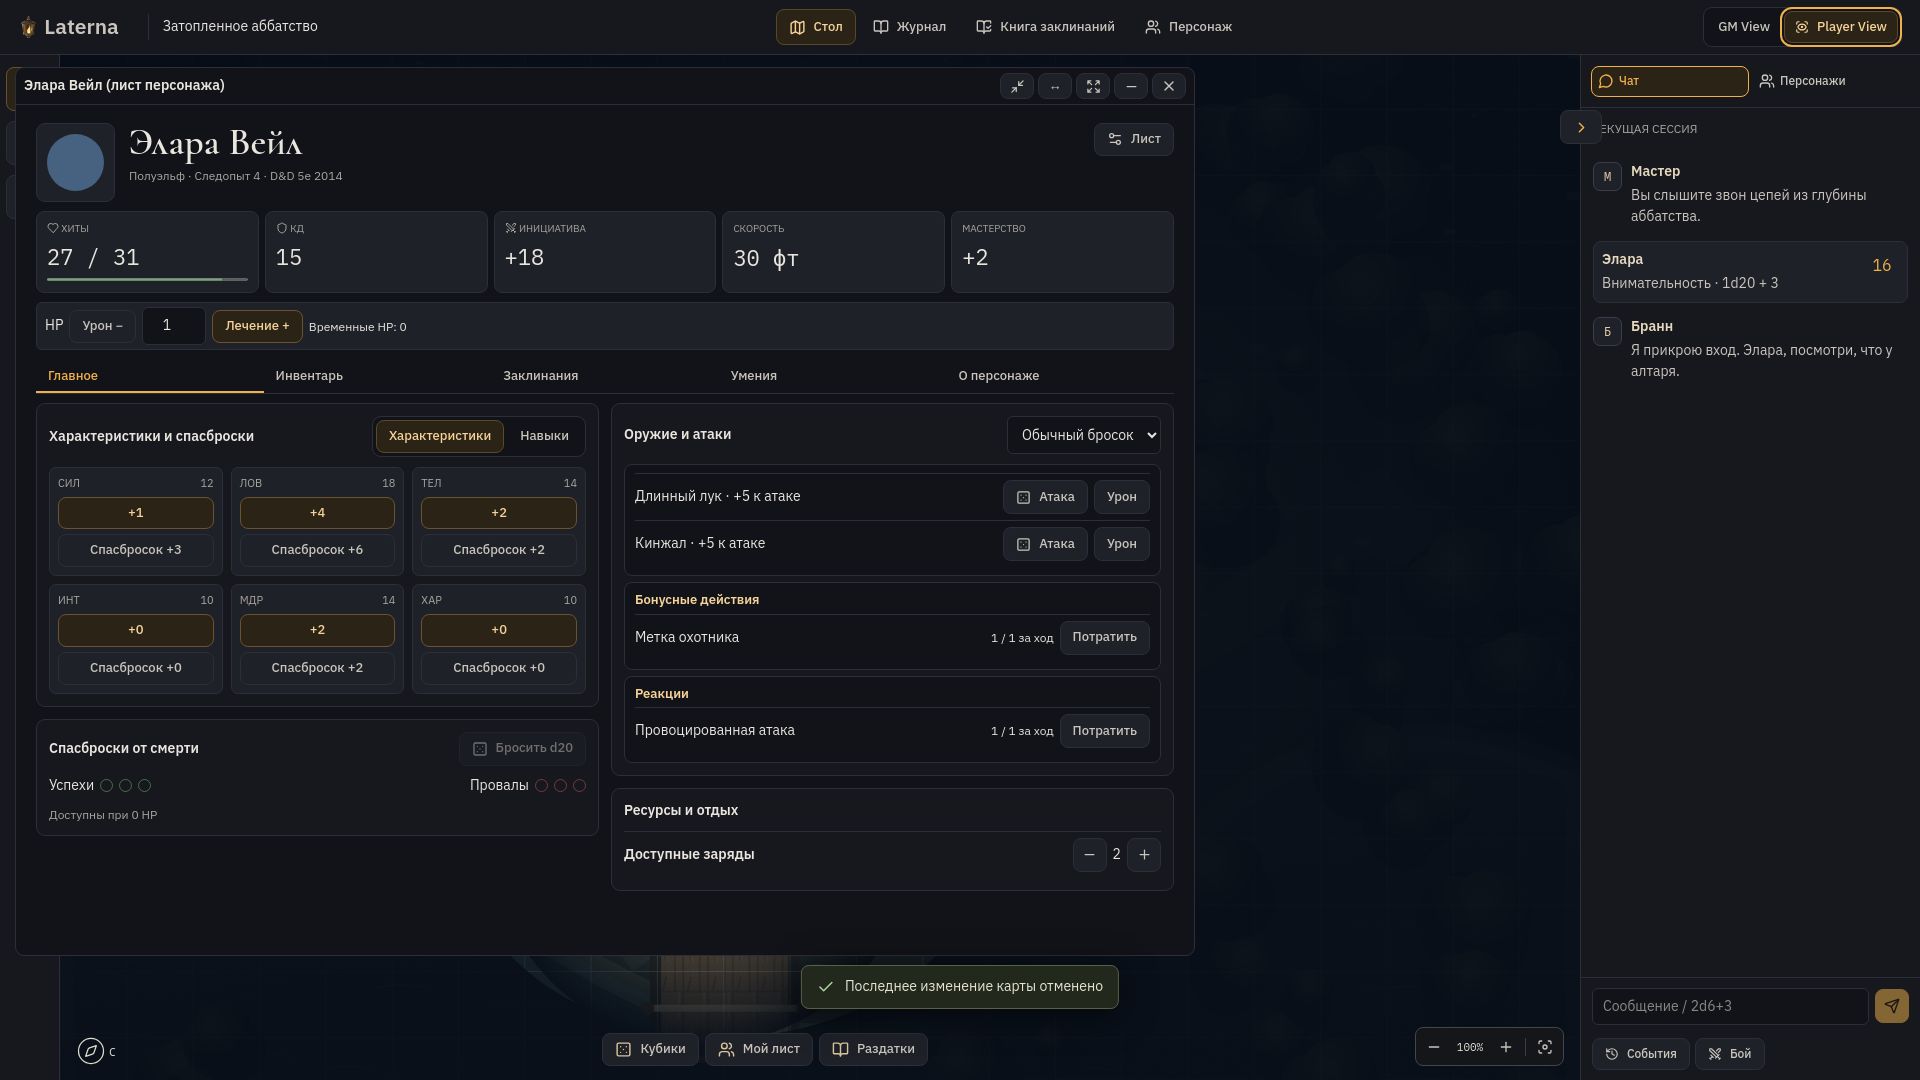 Laterna
Затопленное аббатство
Стол
Журнал
Книга заклинаний
Персонаж
GM View
Player View
Элара Вейл (лист персонажа)
Элара Вейл
Полуэльф · Следопыт 4 · D&D 5e 2014
Лист
ХИТЫ
27 / 31
КД
15
ИНИЦИАТИВА
+18
СКОРОСТЬ
30 фт
МАСТЕРСТВО
+2
HP
Урон −
1
Лечение +
Временные HP: 0
Главное
Инвентарь
Заклинания
Умения
О персонаже
Характеристики и спасброски
Характеристики
Навыки
СИЛ 12
+1
Спасбросок +3
ЛОВ 18
+4
Спасбросок +6
ТЕЛ 14
+2
Спасбросок +2
ИНТ 10
+0
Спасбросок +0
МДР 14
+2
Спасбросок +2
ХАР 10
+0
Спасбросок +0
Спасброски от смерти
Бросить d20
Успехи
Провалы
Доступны при 0 HP
Оружие и атаки
Обычный бросок
Длинный лук · +5 к атаке
Атака
Урон
Кинжал · +5 к атаке
Атака
Урон
Бонусные действия
Метка охотника
1 / 1 за ход
Потратить
Реакции
Провоцированная атака
1 / 1 за ход
Потратить
Ресурсы и отдых
Доступные заряды
− 2 +
Последнее изменение карты отменено
С
Кубики
Мой лист
Раздатки
− 100% +
Чат
Персонажи
ЕКУЩАЯ СЕССИЯ
М
Мастер
Вы слышите звон цепей из глубины
аббатства.
Элара
16
Внимательность · 1d20 + 3
Б
Бранн
Я прикрою вход. Элара, посмотри, что у
алтаря.
Сообщение / 2d6+3
События
Бой